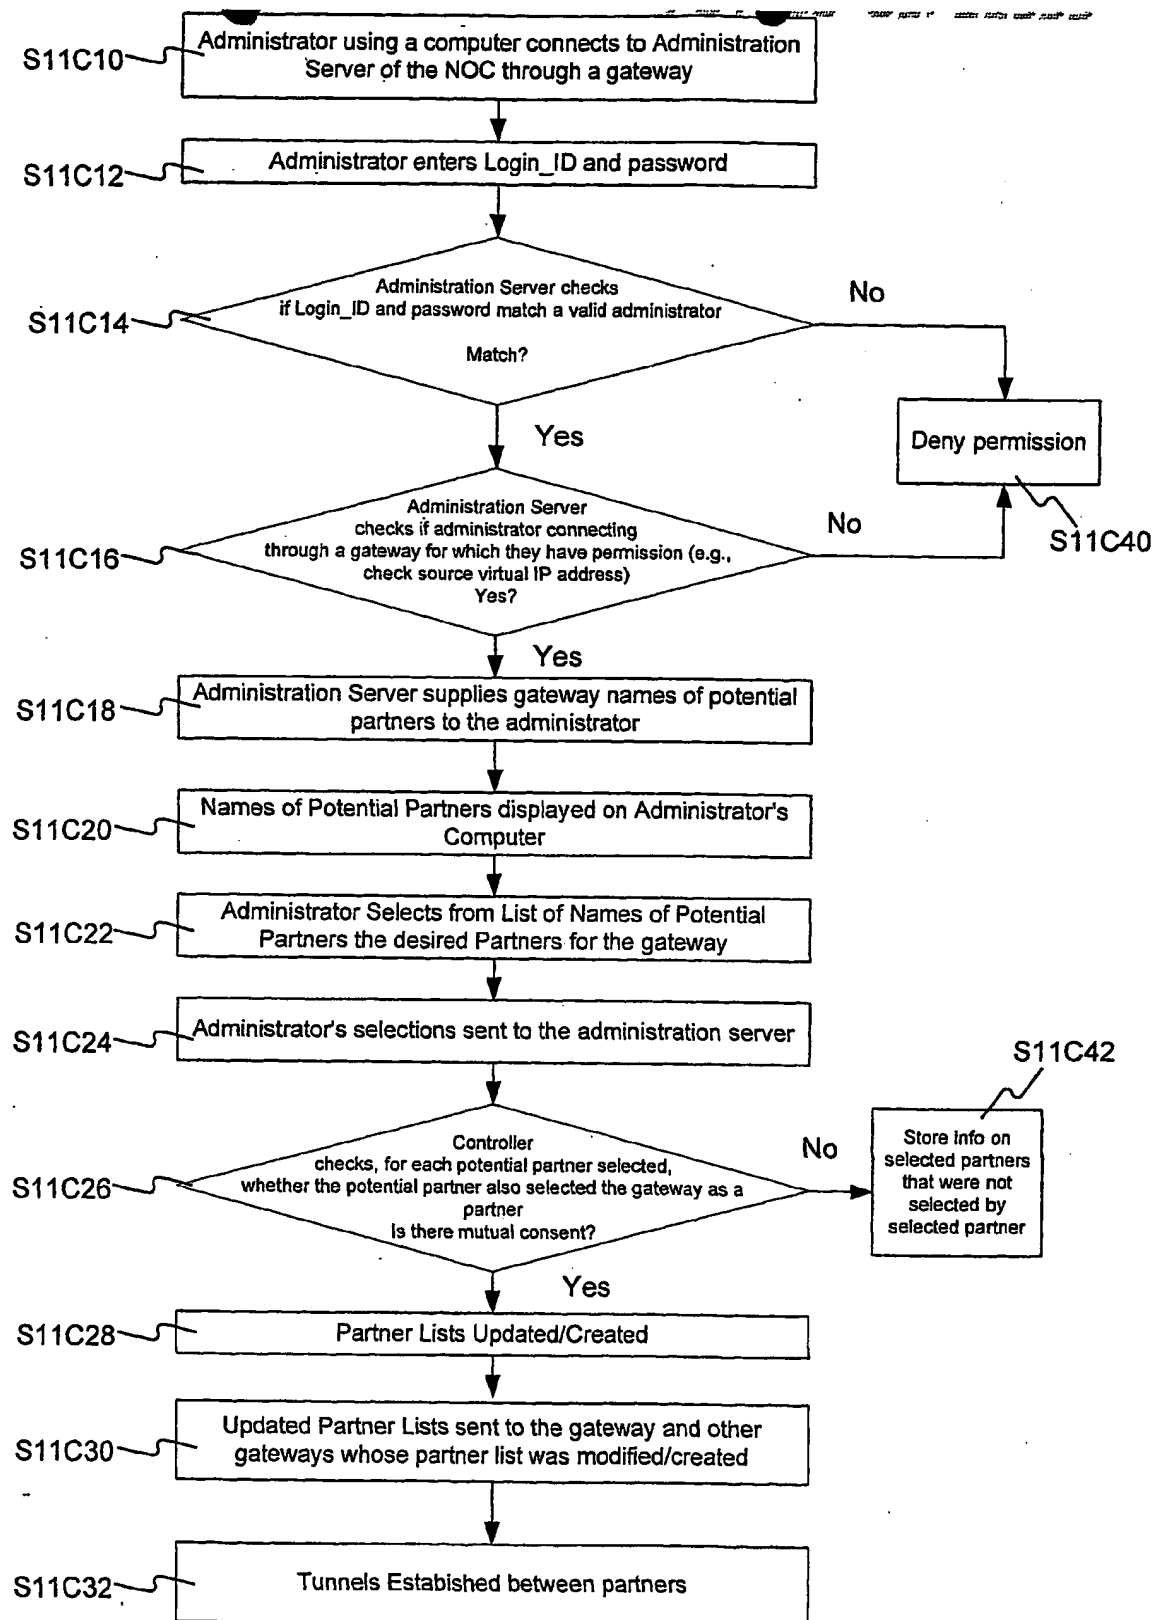 S11C10
Administrator using a computer connects to Administration
Server of the NOC through a gateway
S11C12
Administrator enters Login_ID and password
S11C14
Administration Server checks
if Login_ID and password match a valid administrator
Match?
No
Yes
Deny permission
S11C40
S11C16
Administration Server
checks if administrator connecting
through a gateway for which they have permission (e.g.,
check source virtual IP address)
Yes?
No
Yes
S11C18
Administration Server supplies gateway names of potential
partners to the administrator
S11C20
Names of Potential Partners displayed on Administrator's
Computer
S11C22
Administrator Selects from List of Names of Potential
Partners the desired Partners for the gateway
S11C24
Administrator's selections sent to the administration server
S11C26
Controller
checks, for each potential partner selected,
whether the potential partner also selected the gateway as a
partner
Is there mutual consent?
No
S11C42
Store Info on
selected partners
that were not
selected by
selected partner
Yes
S11C28
Partner Lists Updated/Created
S11C30
Updated Partner Lists sent to the gateway and other
gateways whose partner list was modified/created
S11C32
Tunnels Estabished between partners